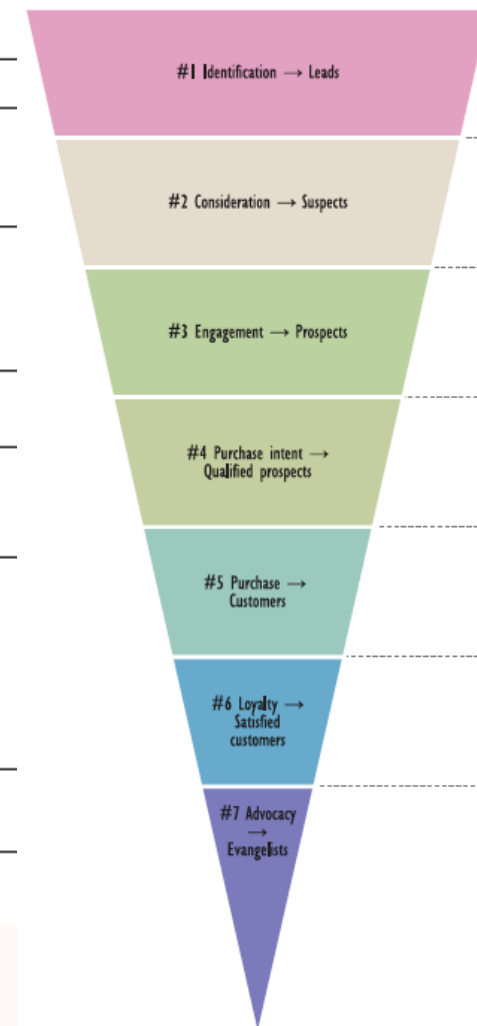 #1 Identification → Leads
#2 Consideration → Suspects
#3 Engagement → Prospects
#4 Purchase intent →
Qualified prospects
#5 Purchase →
Customers
#6 Loyalty →
Satisfied
customers
#7 Advocacy
→
Evangelists